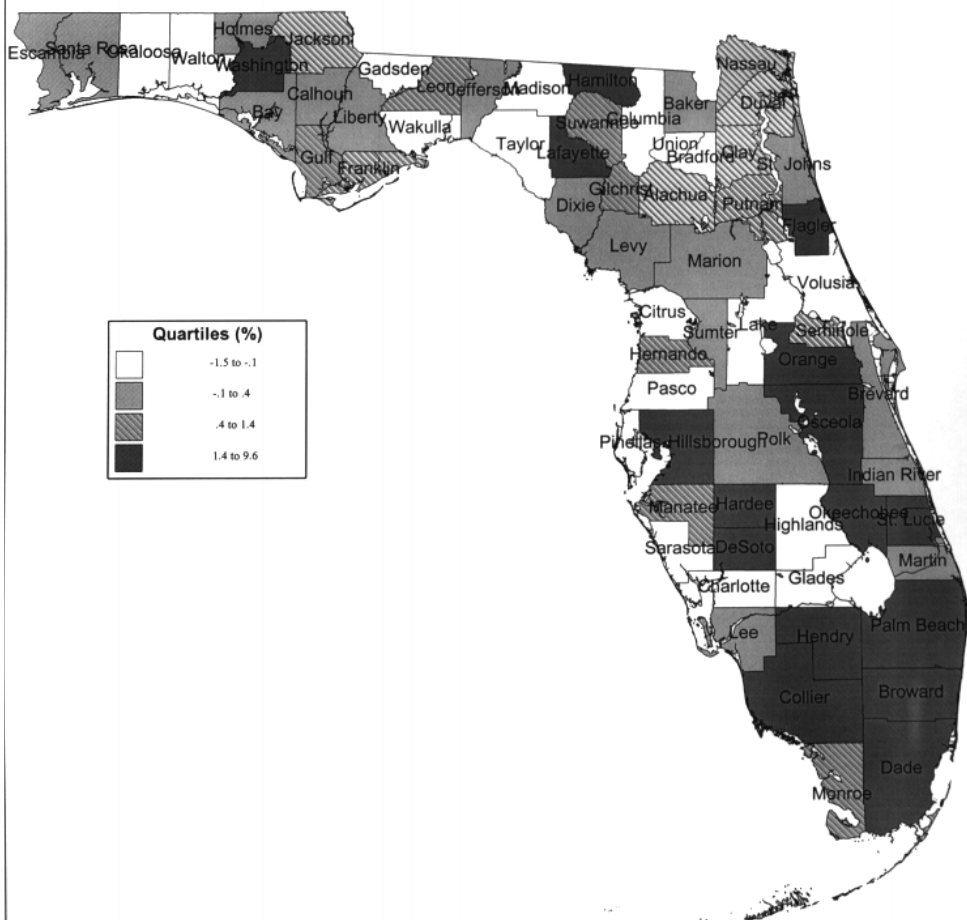 Holmes
Jackson
Escambia
Santa Rosa
Okaloosa
Walton
Washington
Gadsden
Leon
Jefferson
Madison
Hamilton
Nassau
Calhoun
Bay
Liberty
Wakulla
Taylor
Suwannee
Columbia
Baker
Duval
Gulf
Franklin
Lafayette
Union
Bradford
Clay
St. Johns
Dixie
Gilchrist
Alachua
Putnam
Flagler
Levy
Marion
Volusia
Citrus
Sumter
Lake
Seminole
Hernando
Orange
Pasco
Brevard
Osceola
Pinellas
Hillsborough
Polk
Indian River
Manatee
Hardee
Highlands
Okeechobee
St. Lucie
Sarasota
DeSoto
Martin
Charlotte
Glades
Lee
Hendry
Palm Beach
Collier
Broward
Dade
Monroe
Quartiles (%)
-1.5 to -.1
-.1 to .4
.4 to 1.4
1.4 to 9.6